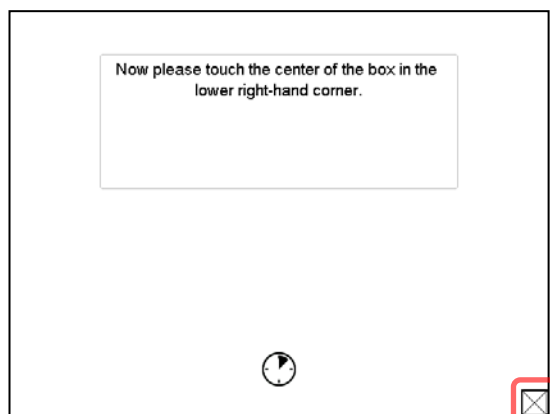 Now please touch the center of the box in the
lower right-hand corner.